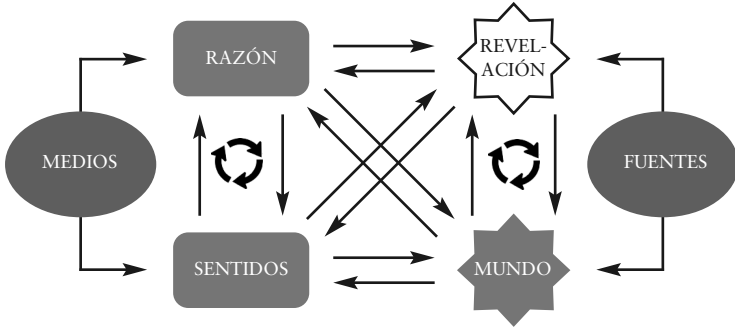 RAZÓN
REVEL-
ACIÓN
MEDIOS
FUENTES
SENTIDOS
MUNDO